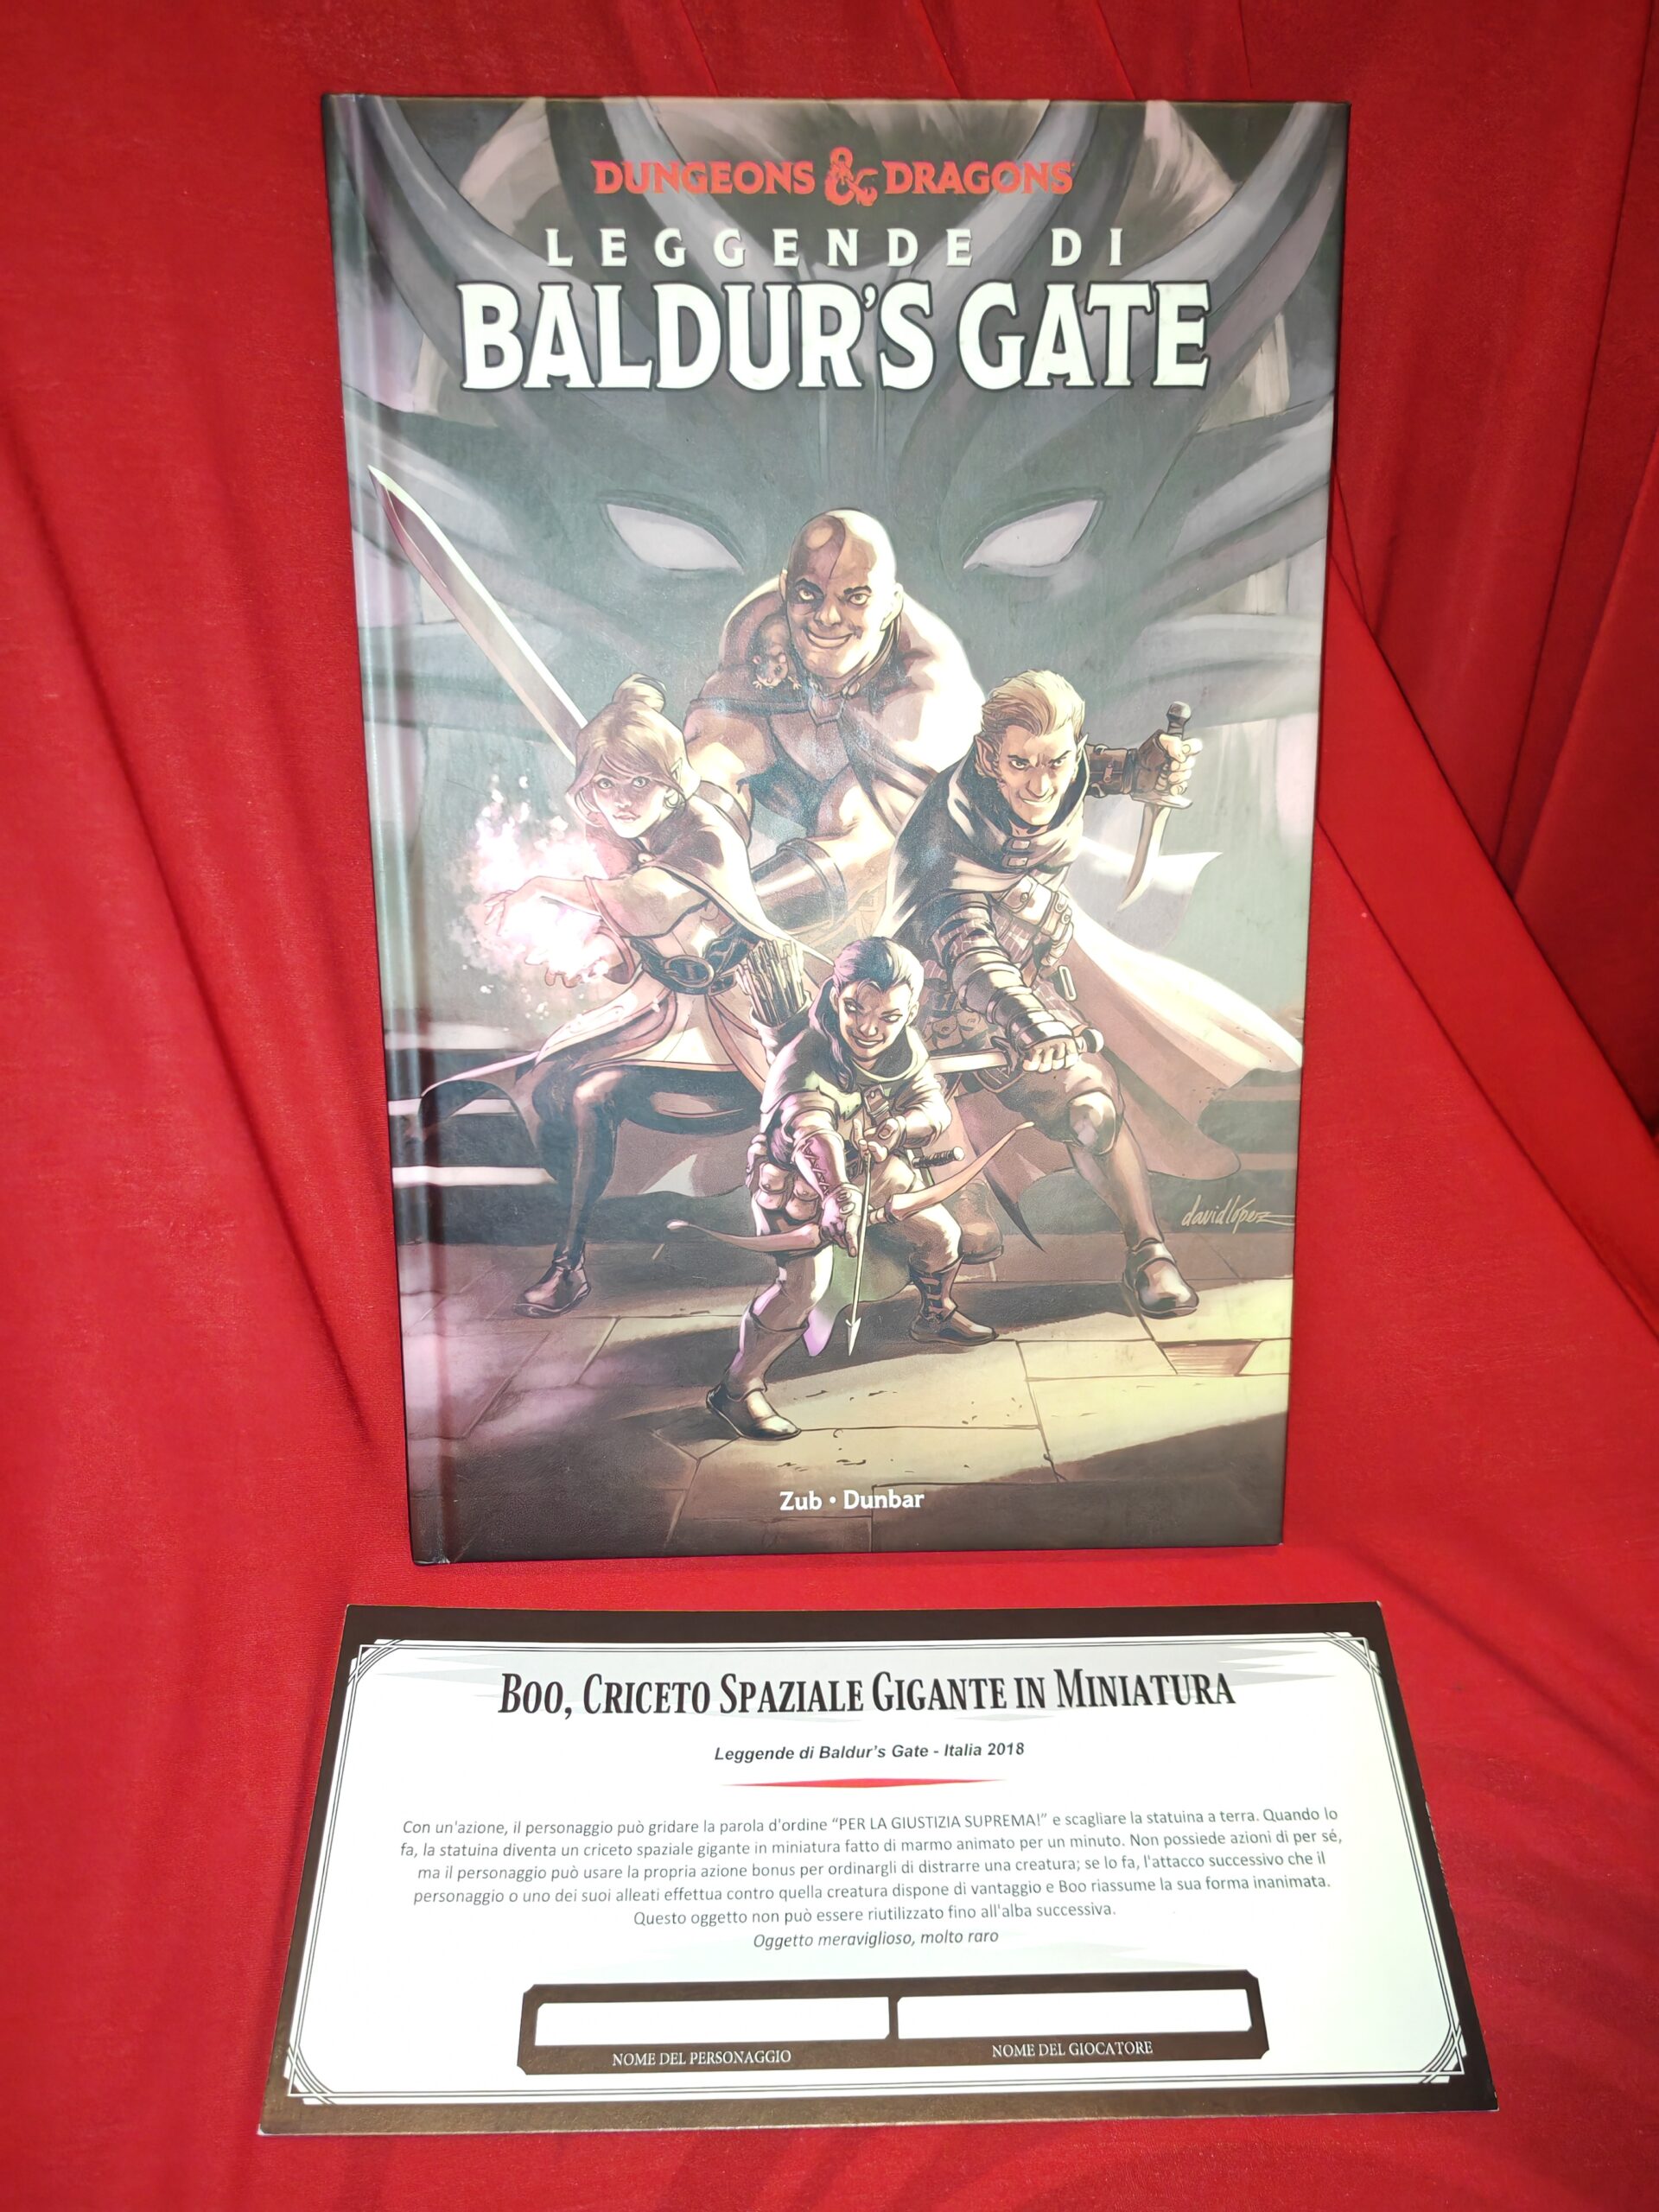 DUNGEONS & DRAGONS
LEGGENDE DI
BALDUR'S GATE
davidlópez
Zub • Dunbar
BOO, CRICETO SPAZIALE GIGANTE IN MINIATURA
Leggende di Baldur's Gate - Italia 2018
Con un'azione, il personaggio può gridare la parola d'ordine “PER LA GIUSTIZIA SUPREMA!” e scagliare la statuina a terra. Quando lo
fa, la statuina diventa un criceto spaziale gigante in miniatura fatto di marmo animato per un minuto. Non possiede azioni di per sé,
ma il personaggio può usare la propria azione bonus per ordinargli di distrarre una creatura; se lo fa, l'attacco successivo che il
personaggio o uno dei suoi alleati effettua contro quella creatura dispone di vantaggio e Boo riassume la sua forma inanimata.
Questo oggetto non può essere riutilizzato fino all'alba successiva.
Oggetto meraviglioso, molto raro
NOME DEL PERSONAGGIO
NOME DEL GIOCATORE